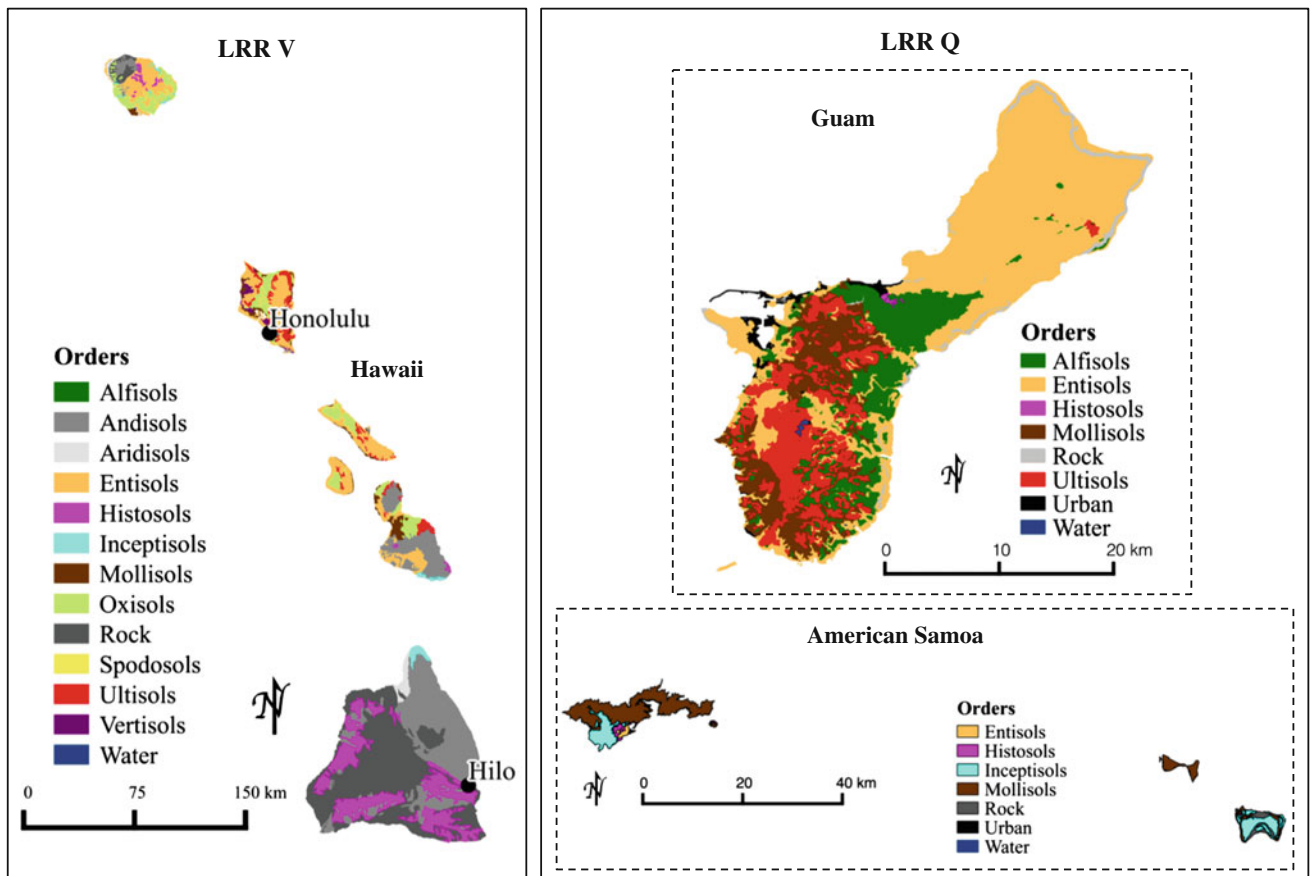 LRR V
Honolulu
Hawaii
Orders
Alfisols
Andisols
Aridisols
Entisols
Histosols
Inceptisols
Mollisols
Oxisols
Rock
Spodosols
Ultisols
Vertisols
Water
N
Hilo
0 75 150 km
LRR Q
Guam
Orders
Alfisols
Entisols
Histosols
Mollisols
Rock
Ultisols
Urban
Water
N
0 10 20 km
American Samoa
Orders
Entisols
Histosols
Inceptisols
Mollisols
Rock
Urban
Water
N
0 20 40 km